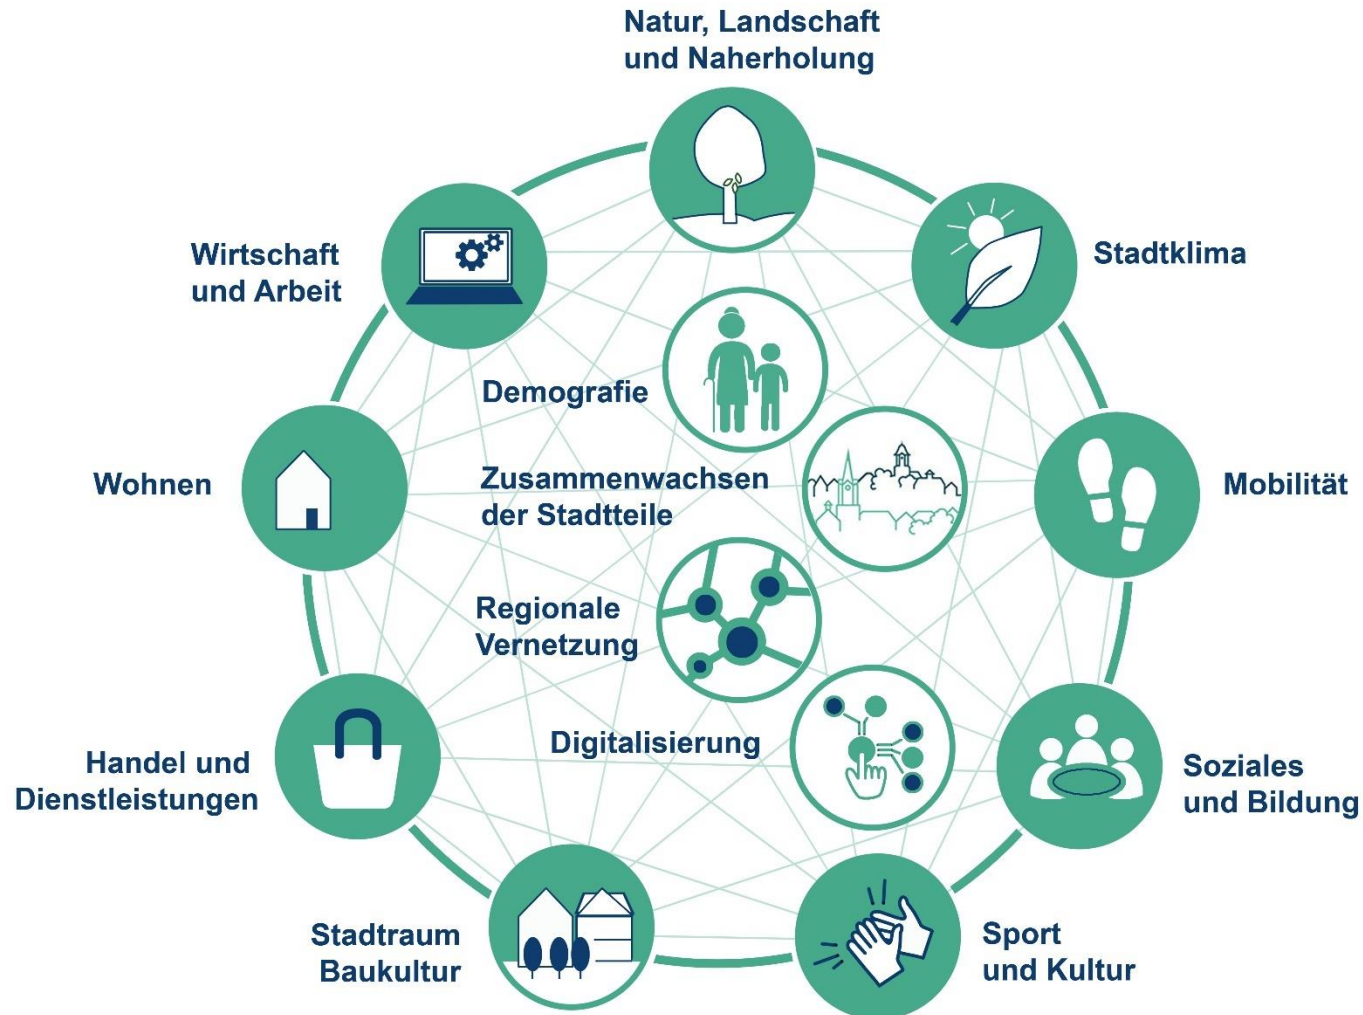 Natur, Landschaft
und Naherholung
Wirtschaft
und Arbeit
Stadtklima
Demografie
Wohnen
Zusammenwachsen
der Stadtteile
Mobilität
Regionale
Vernetzung
Digitalisierung
Handel und
Dienstleistungen
Soziales
und Bildung
Stadtraum
Baukultur
Sport
und Kultur